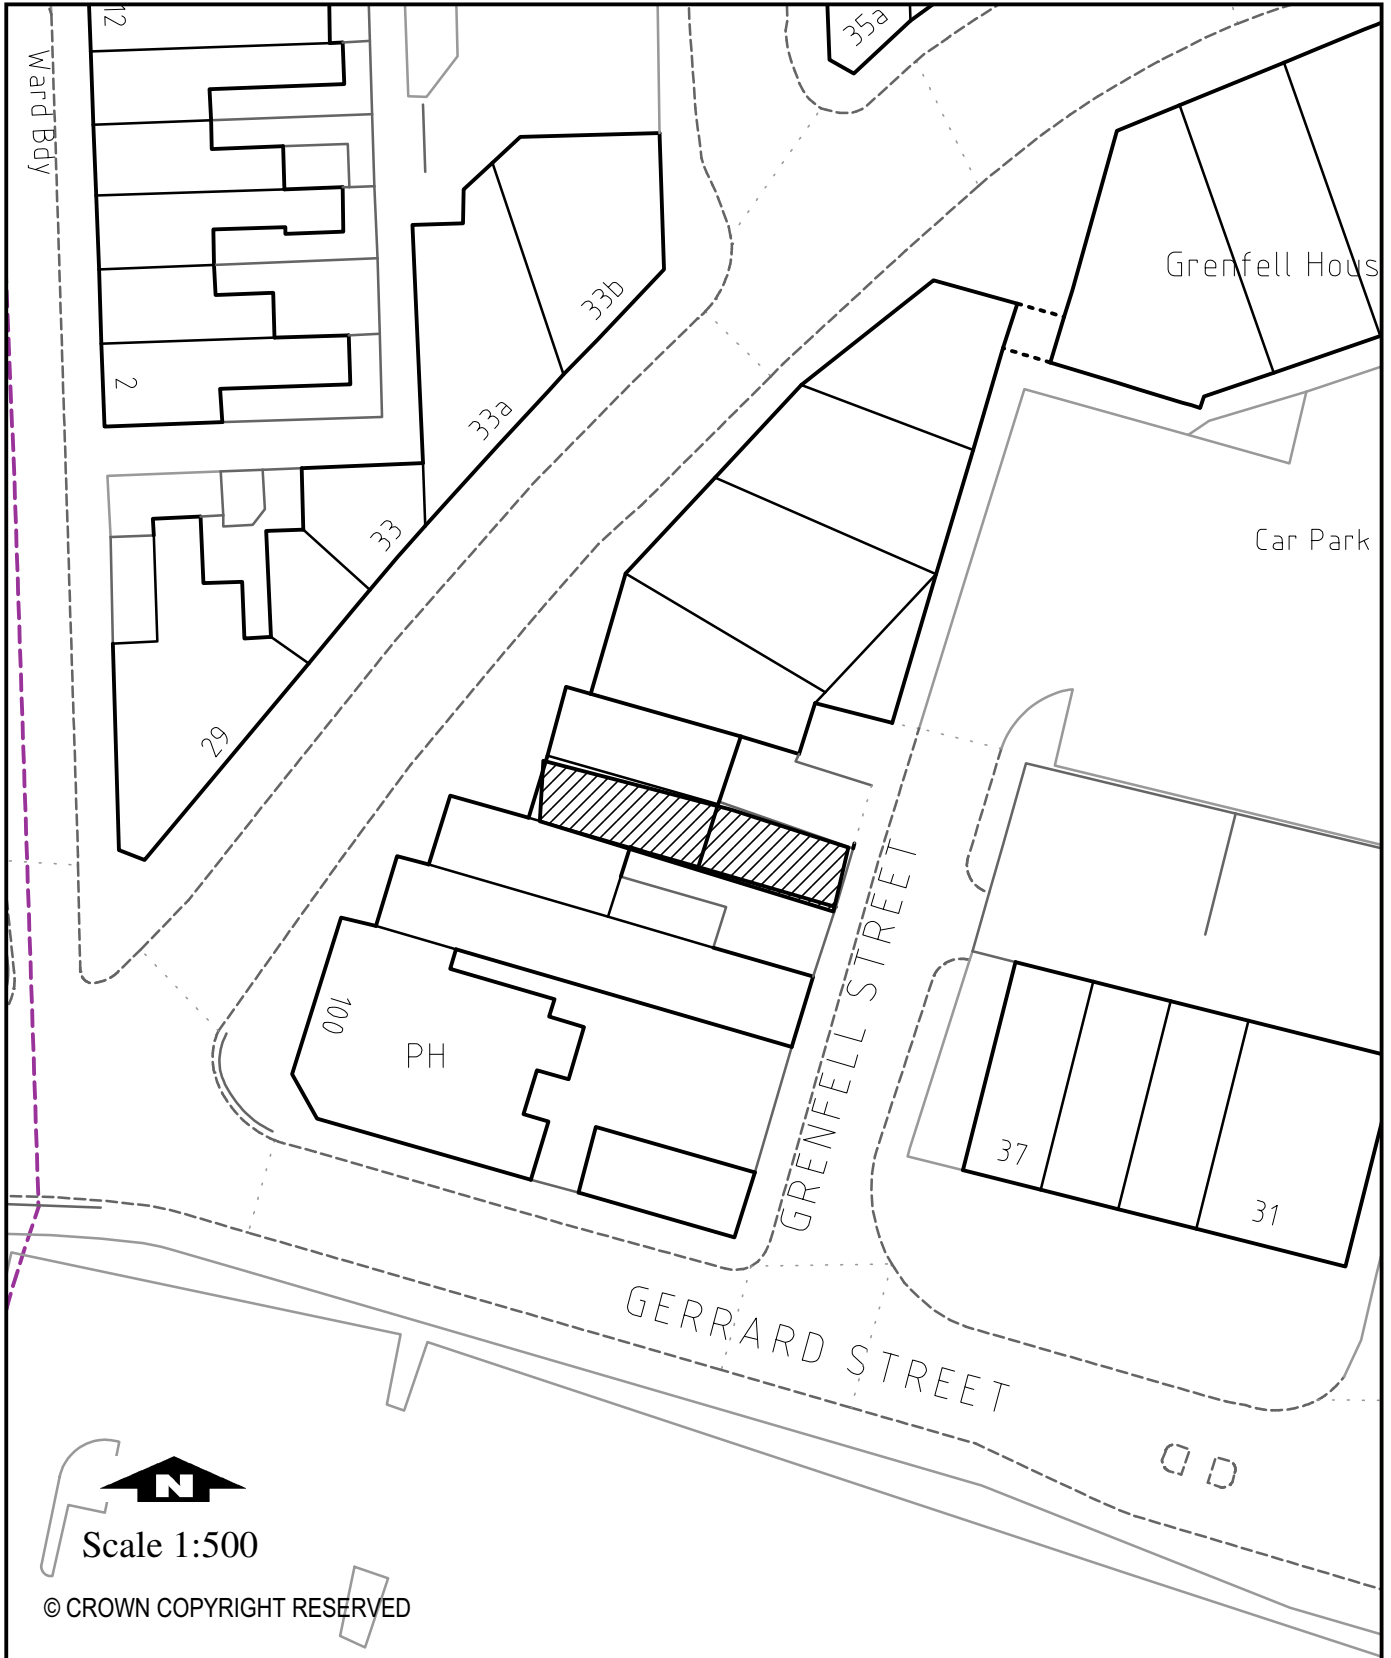 12
35a
Ward Bdy
Grenfell Hous
33b
2
33a
33
Car Park
29
GRENFELL STREET
100
PH
37
31
GERRARD STREET
N
Scale 1:500
© CROWN COPYRIGHT RESERVED